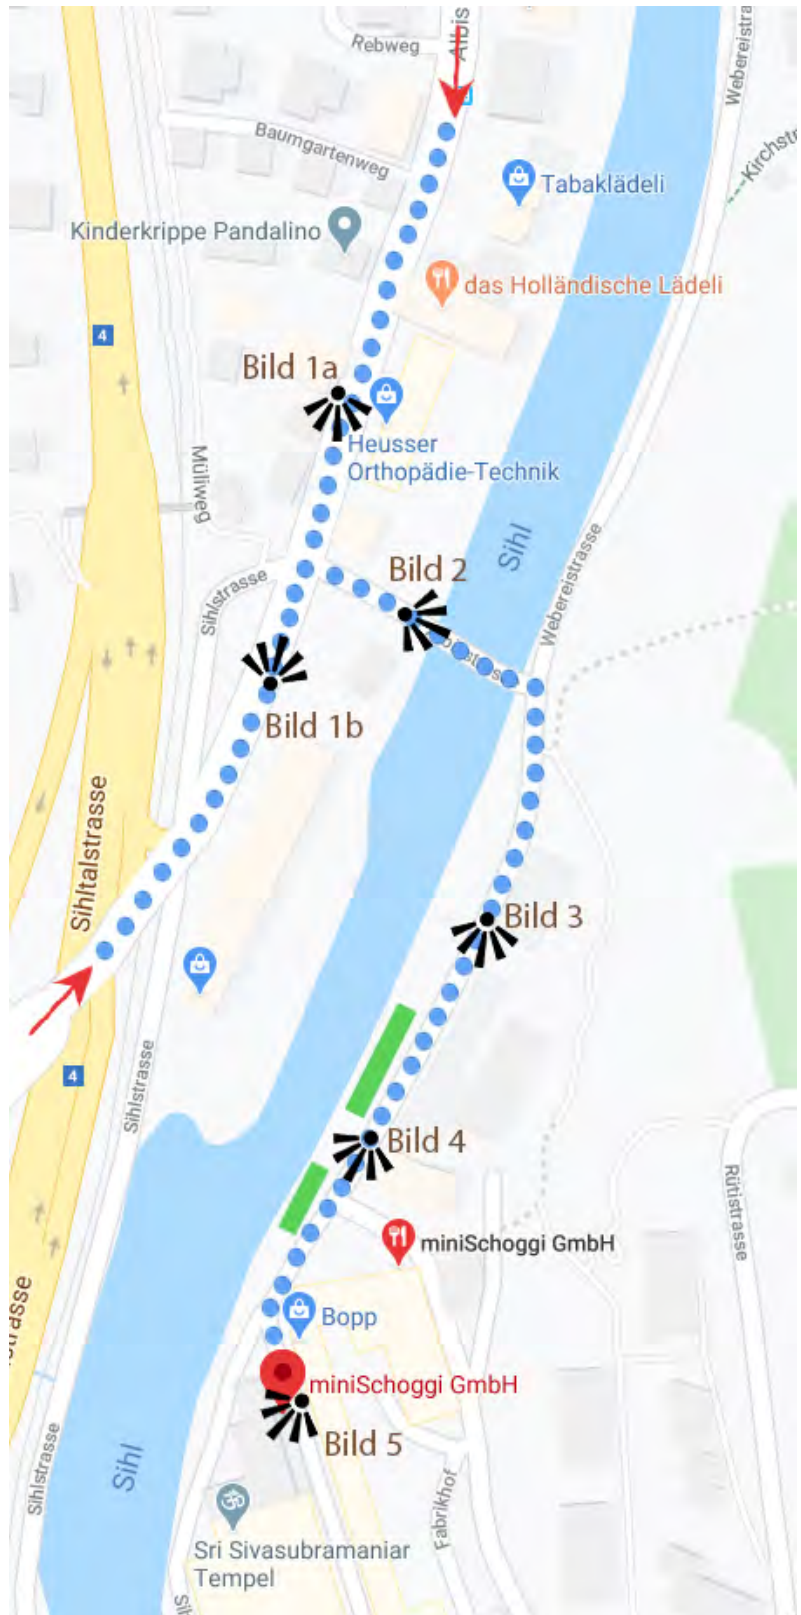 Rebweg
Albis
Webereistrasse
Baumgartenweg
Kirchstr
Tabaklädeli
Kinderkrippe Pandalino
das Holländische Lädeli
4
Bild 1a
Heusser
Orthopädie-Technik
Müliweg
Sihl
Bild 2
Sihlstrasse
Webereistrasse
Bild 1b
Sihltalstrasse
Bild 3
4
Sihlstrasse
Bild 4
Rütistrasse
miniSchoggi GmbH
Bopp
miniSchoggi GmbH
Bild 5
Sihl
Sihlstrasse
Fabrikhof
Sri Sivasubramaniar
Tempel